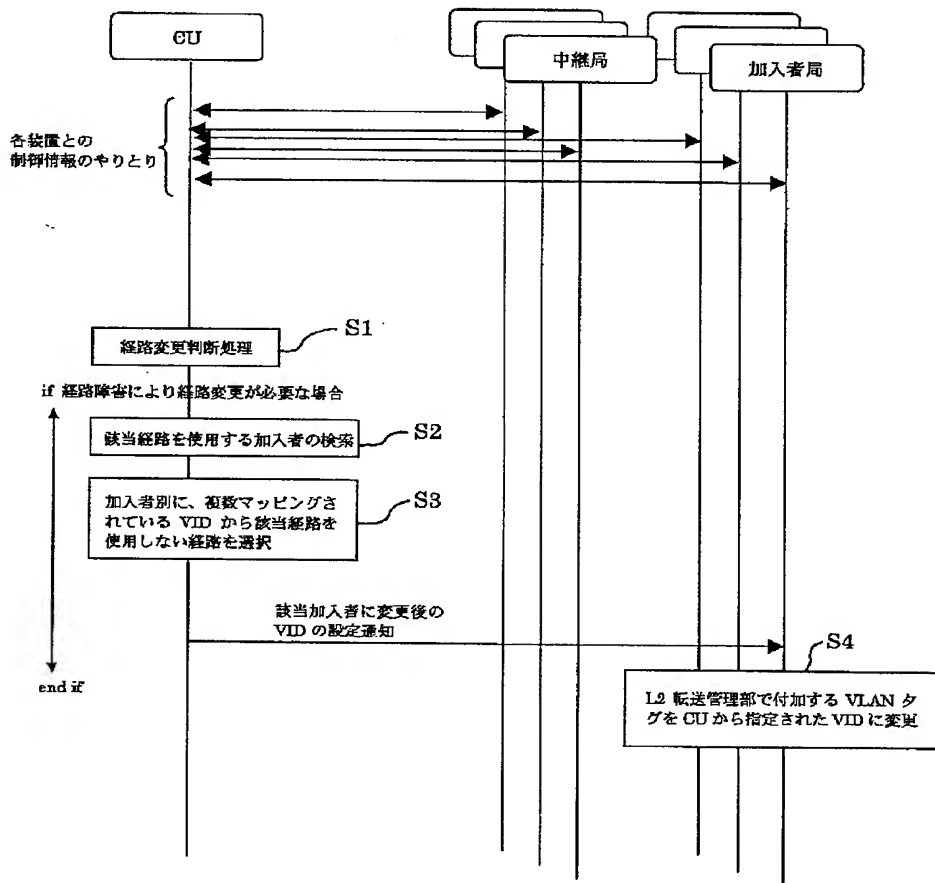 CU
中継局
加入者局
各装置との
制御情報のやりとり
S1
経路変更判断処理
if 経路障害により経路変更が必要な場合
S2
該当経路を使用する加入者の検索
S3
加入者別に、複数マッピングさ
れている VID から該当経路を
使用しない経路を選択
該当加入者に変更後の
VID の設定通知
S4
end if
L2 転送管理部で付加する VLAN タ
グを CU から指定された VID に変更